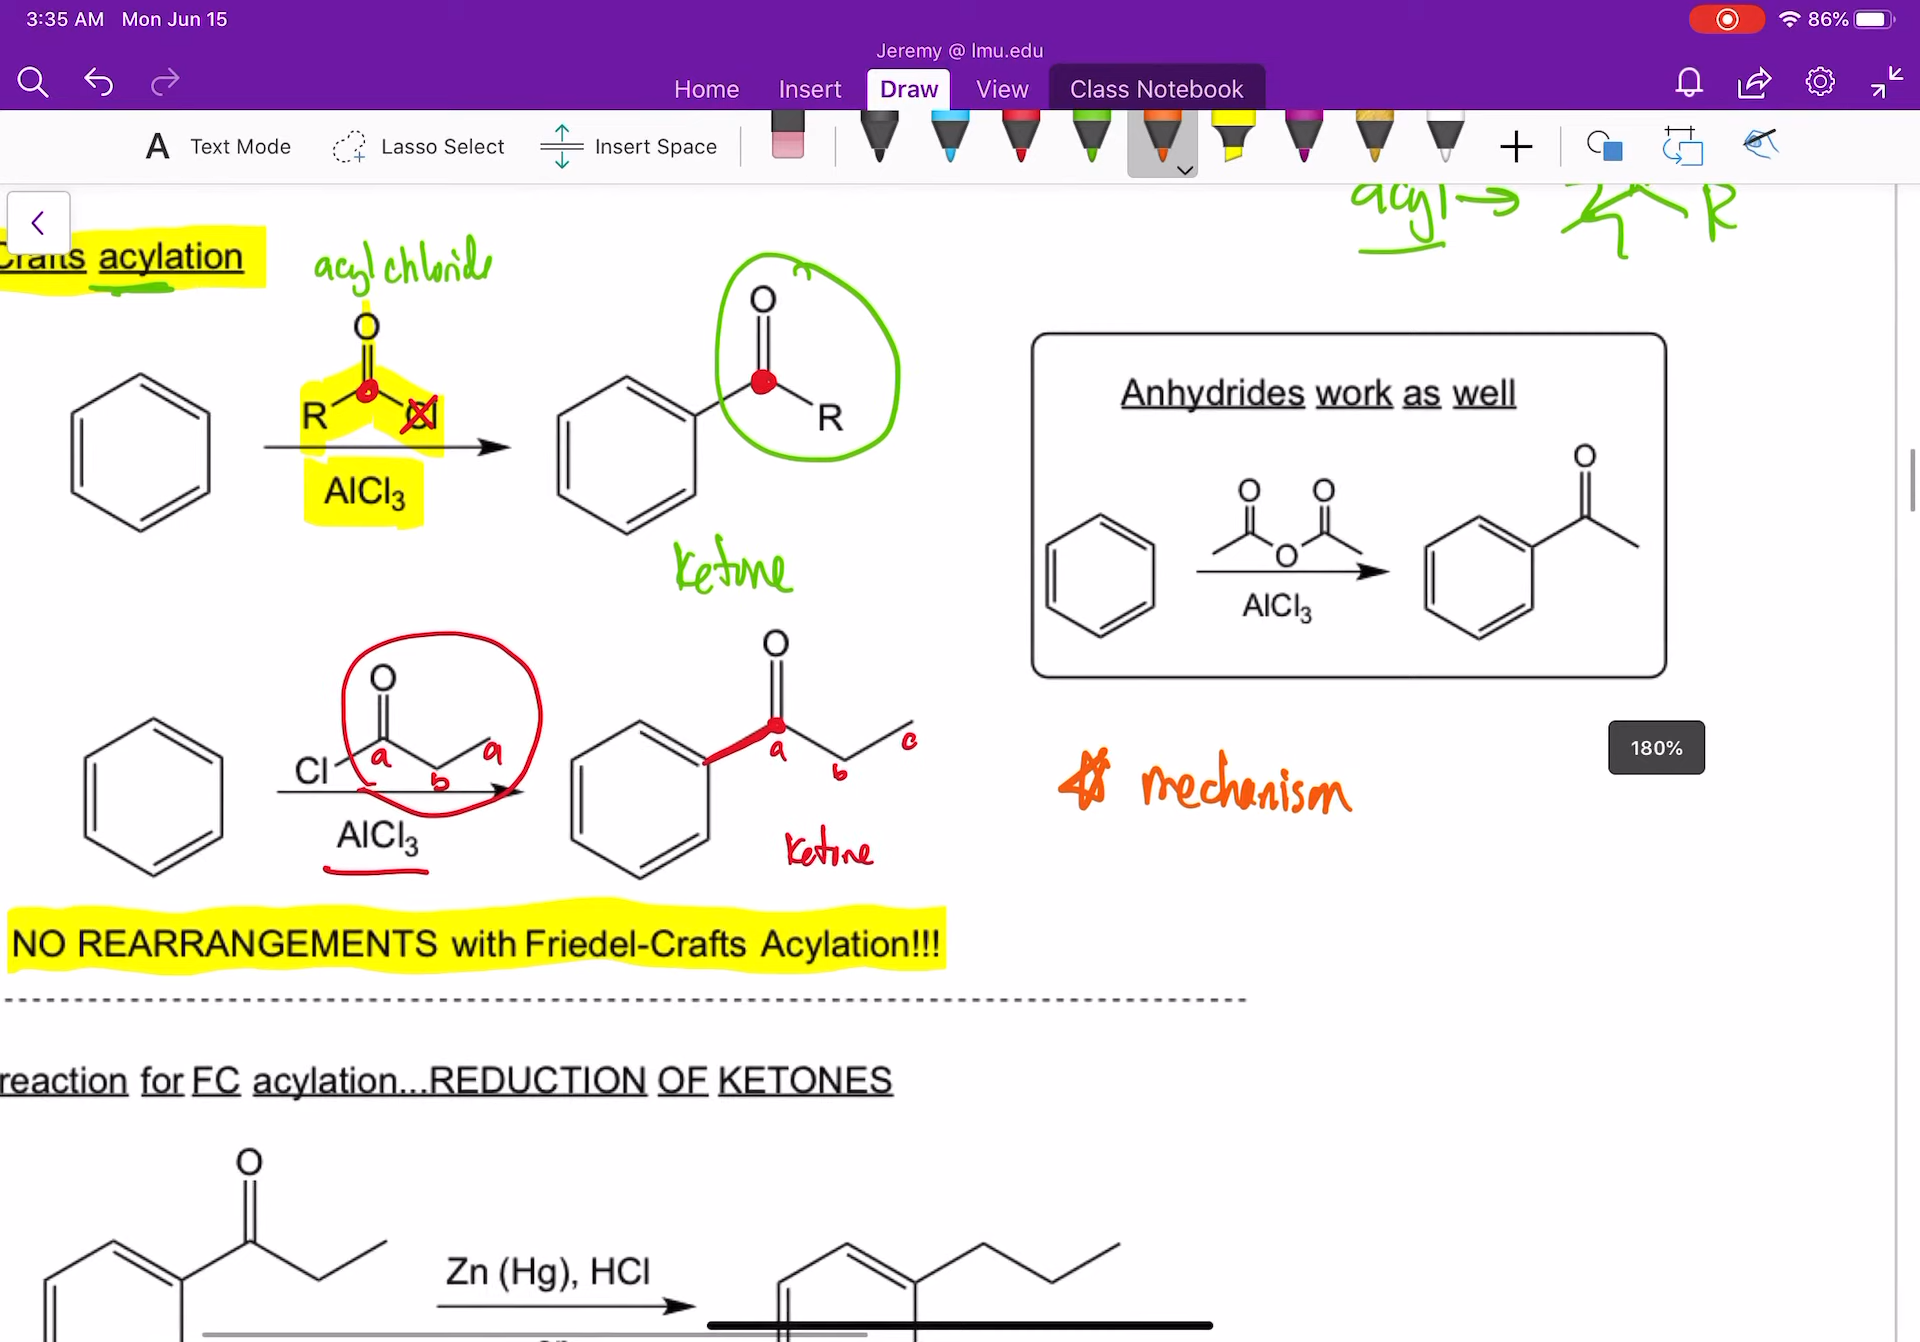 3:35 AM Mon Jun 15
86%
Jeremy @ lmu.edu
Home Insert Draw View Class Notebook
A Text Mode Lasso Select Insert Space
acyl → R
Crafts acylation
acyl chloride
O
R Cl
AlCl3
O
R
Ketone
Anhydrides work as well
O O
O
AlCl3
O
O
Cl a b a
AlCl3
O
a b c
Ketone
180%
mechanism
NO REARRANGEMENTS with Friedel-Crafts Acylation!!!
reaction for FC acylation...REDUCTION OF KETONES
O
Zn (Hg), HCl